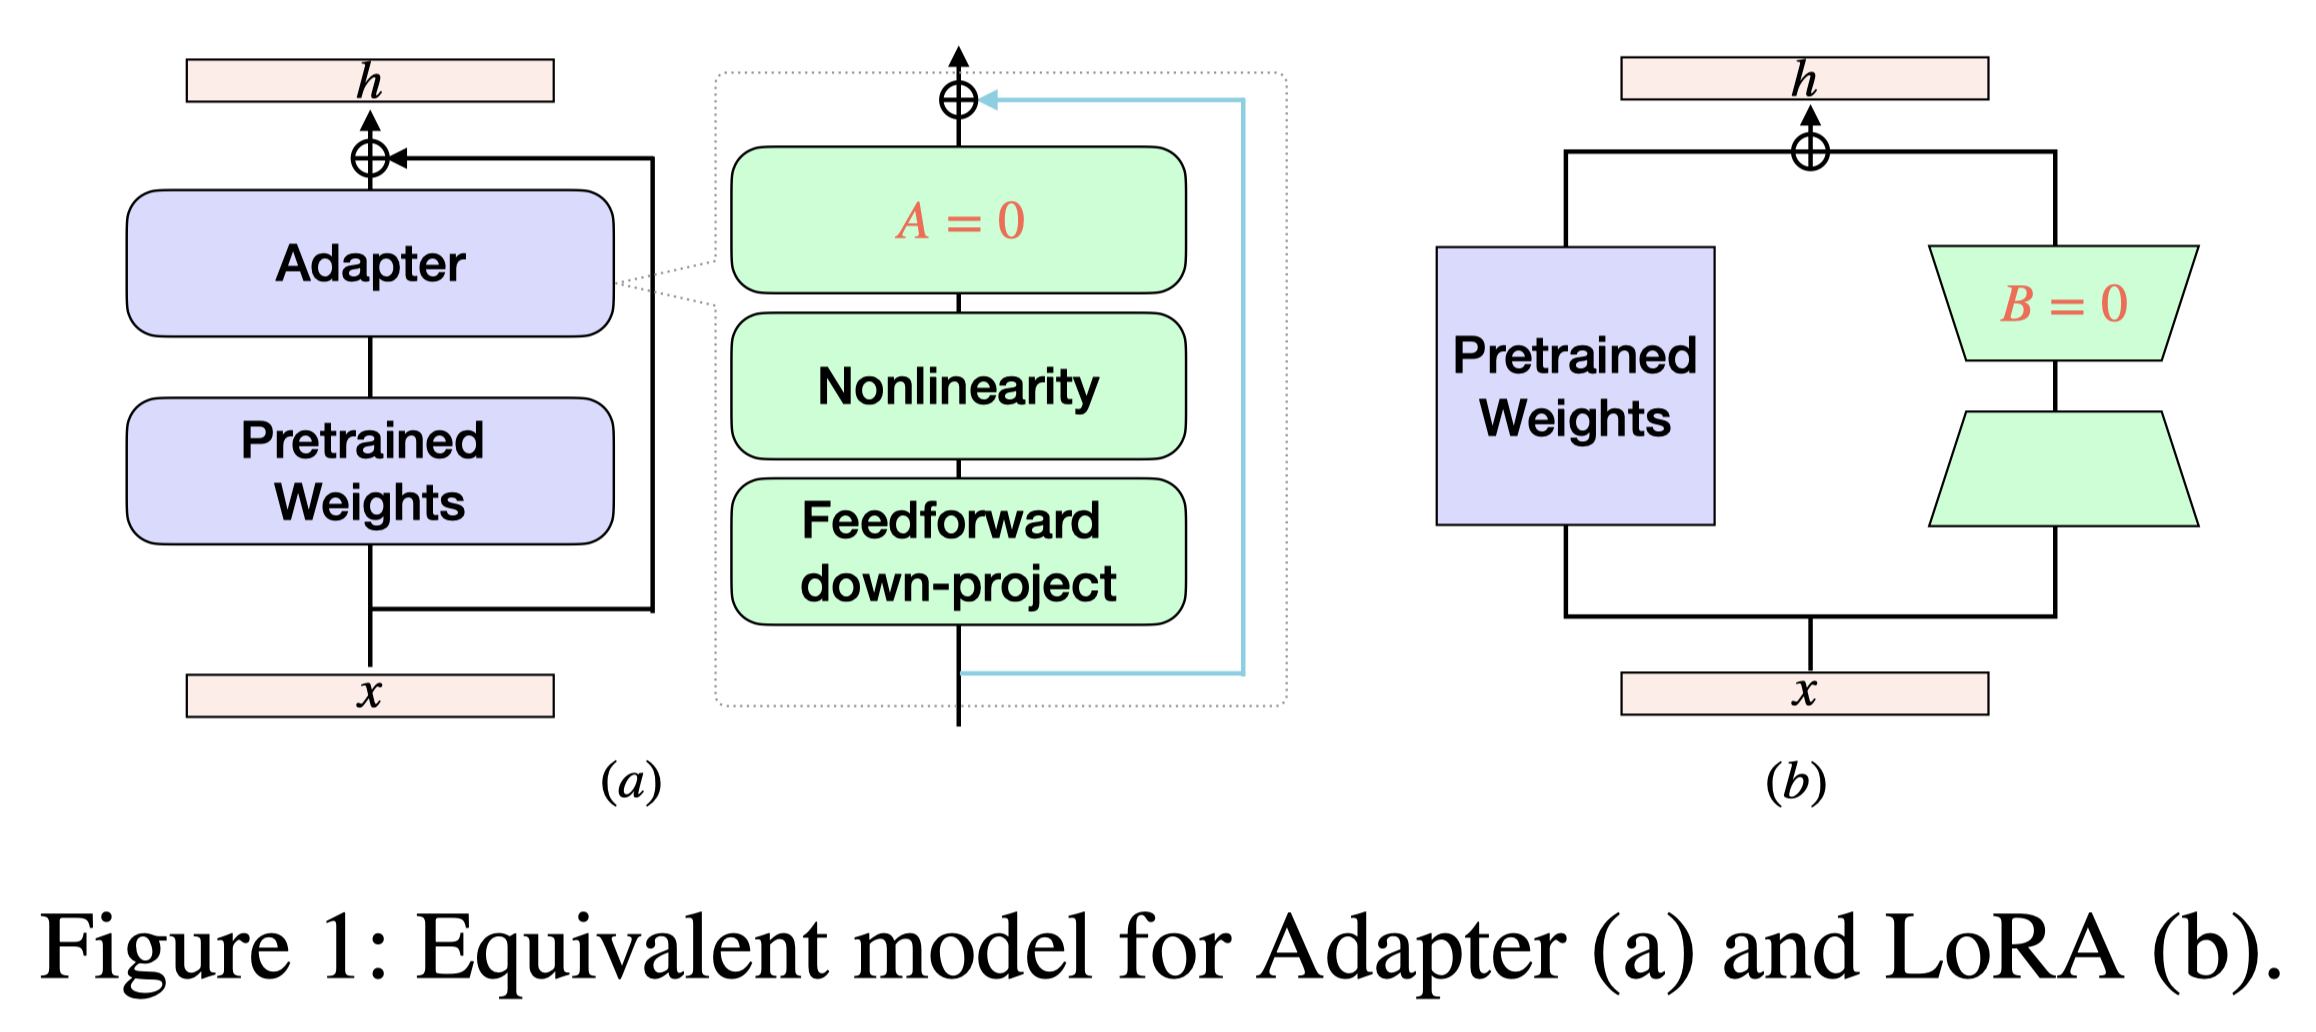 h
Adapter
Pretrained
Weights
x
A = 0
Nonlinearity
Feedforward
down-project
(a)
h
Pretrained
Weights
B = 0
x
(b)
Figure 1: Equivalent model for Adapter (a) and LoRA (b).